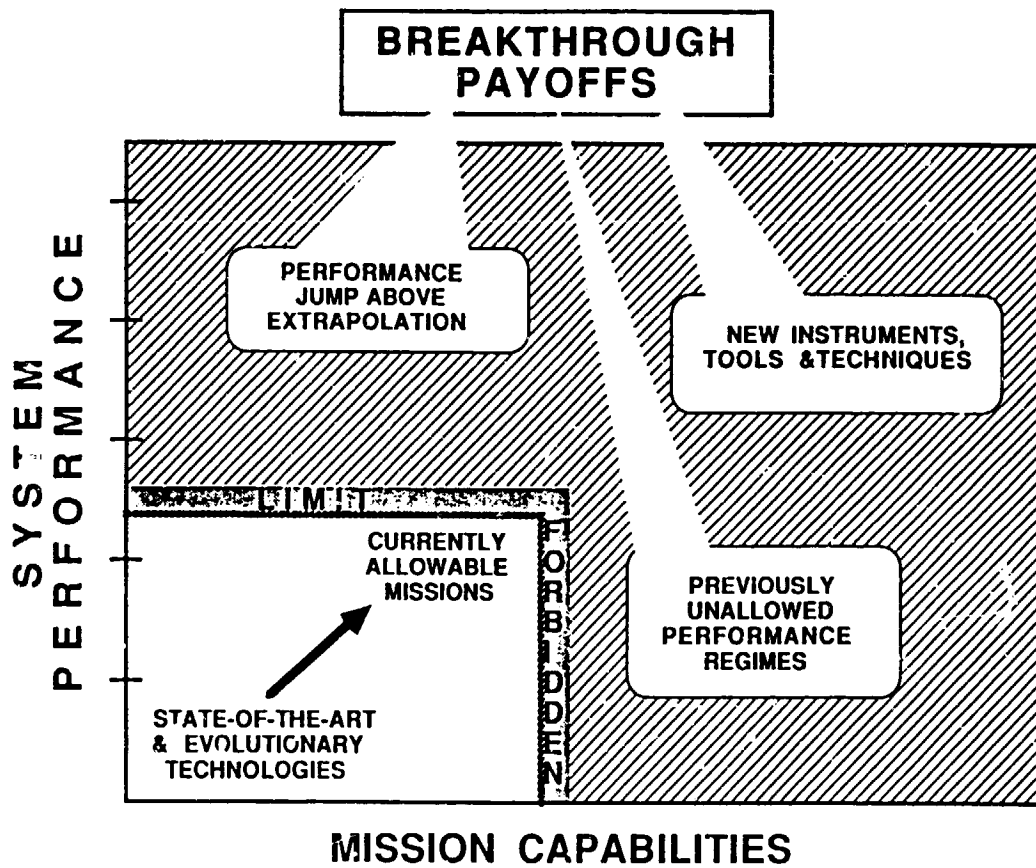 BREAKTHROUGH
PAYOFFS
PERFORMANCE
JUMP ABOVE
EXTRAPOLATION
NEW INSTRUMENTS,
TOOLS &TECHNIQUES
SYSTEM
PERFORMANCE
LIMIT
FORBIDDEN
CURRENTLY
ALLOWABLE
MISSIONS
PREVIOUSLY
UNALLOWED
PERFORMANCE
REGIMES
STATE-OF-THE-ART
& EVOLUTIONARY
TECHNOLOGIES
MISSION CAPABILITIES